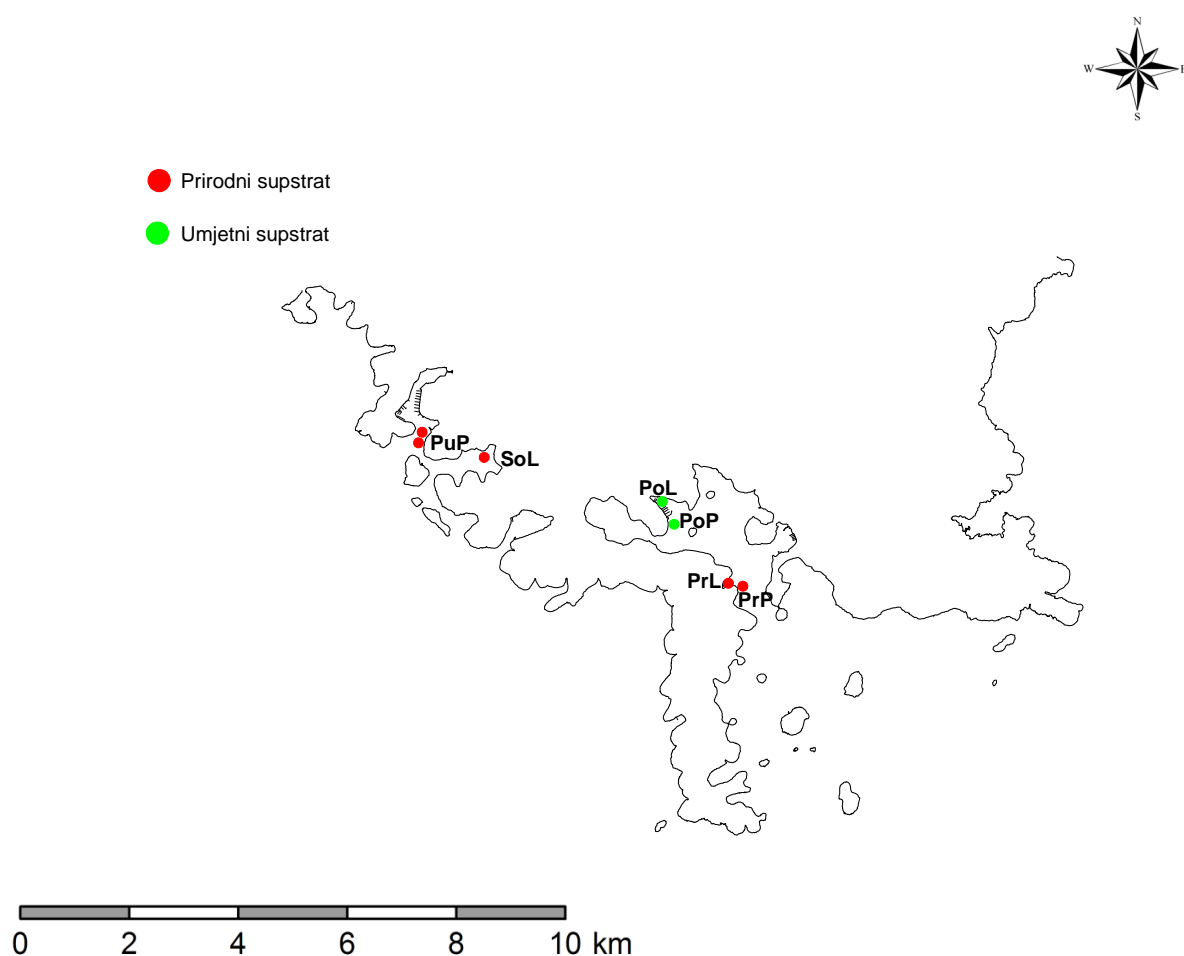 N
W E
S
Prirodni supstrat
Umjetni supstrat
PuP
SoL
PoL
PoP
PrL
PrP
0 2 4 6 8 10 km